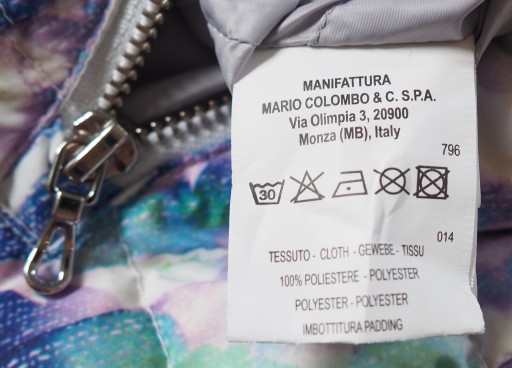 MANIFATTURA
MARIO COLOMBO & C. S.P.A.
Via Olimpia 3, 20900
Monza (MB), Italy
796
30
014
TESSUTO - CLOTH - GEWEBE - TISSU
100% POLIESTERE - POLYESTER
POLYESTER - POLYESTER
IMBOTTITURA PADDING